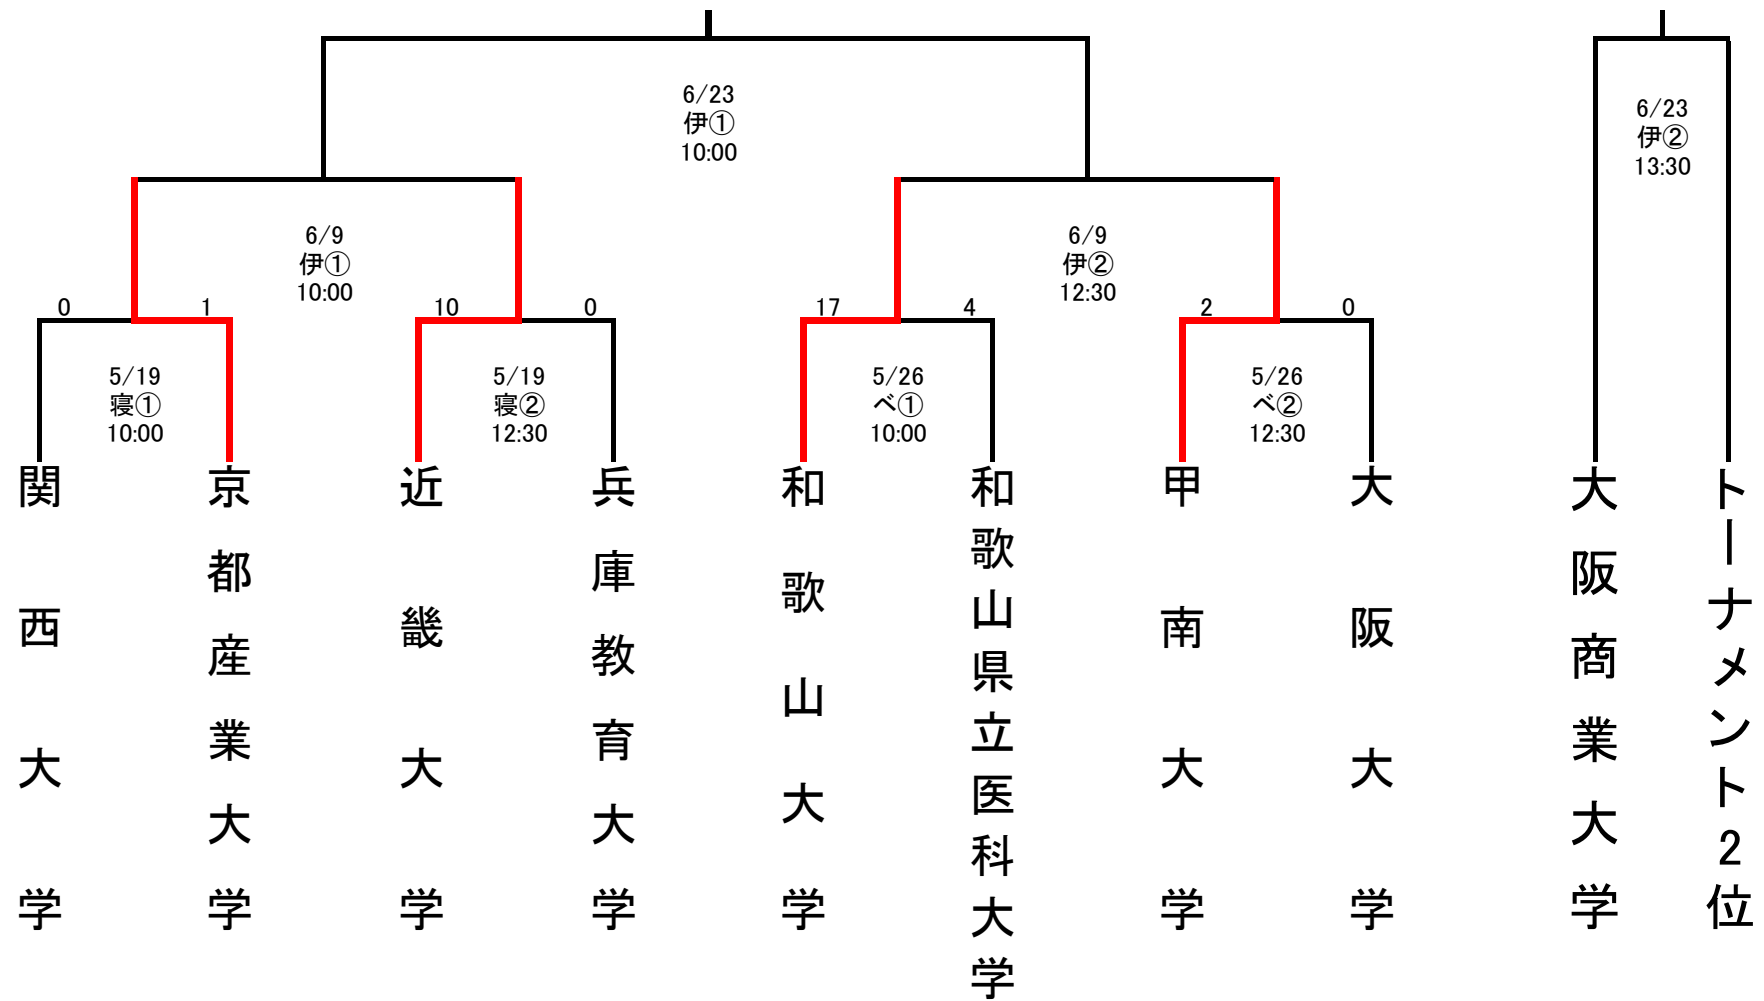 6/23
伊①
10:00
6/23
伊②
13:30
6/9
伊①
10:00
6/9
伊②
12:30
0
1
10
0
17
4
2
0
5/19
寝①
10:00
5/19
寝②
12:30
5/26
べ①
10:00
5/26
べ②
12:30
関西大学
京都産業大学
近畿大学
兵庫教育大学
和歌山大学
和歌山県立医科大学
甲南大学
大阪大学
大阪商業大学
トーナメント2位